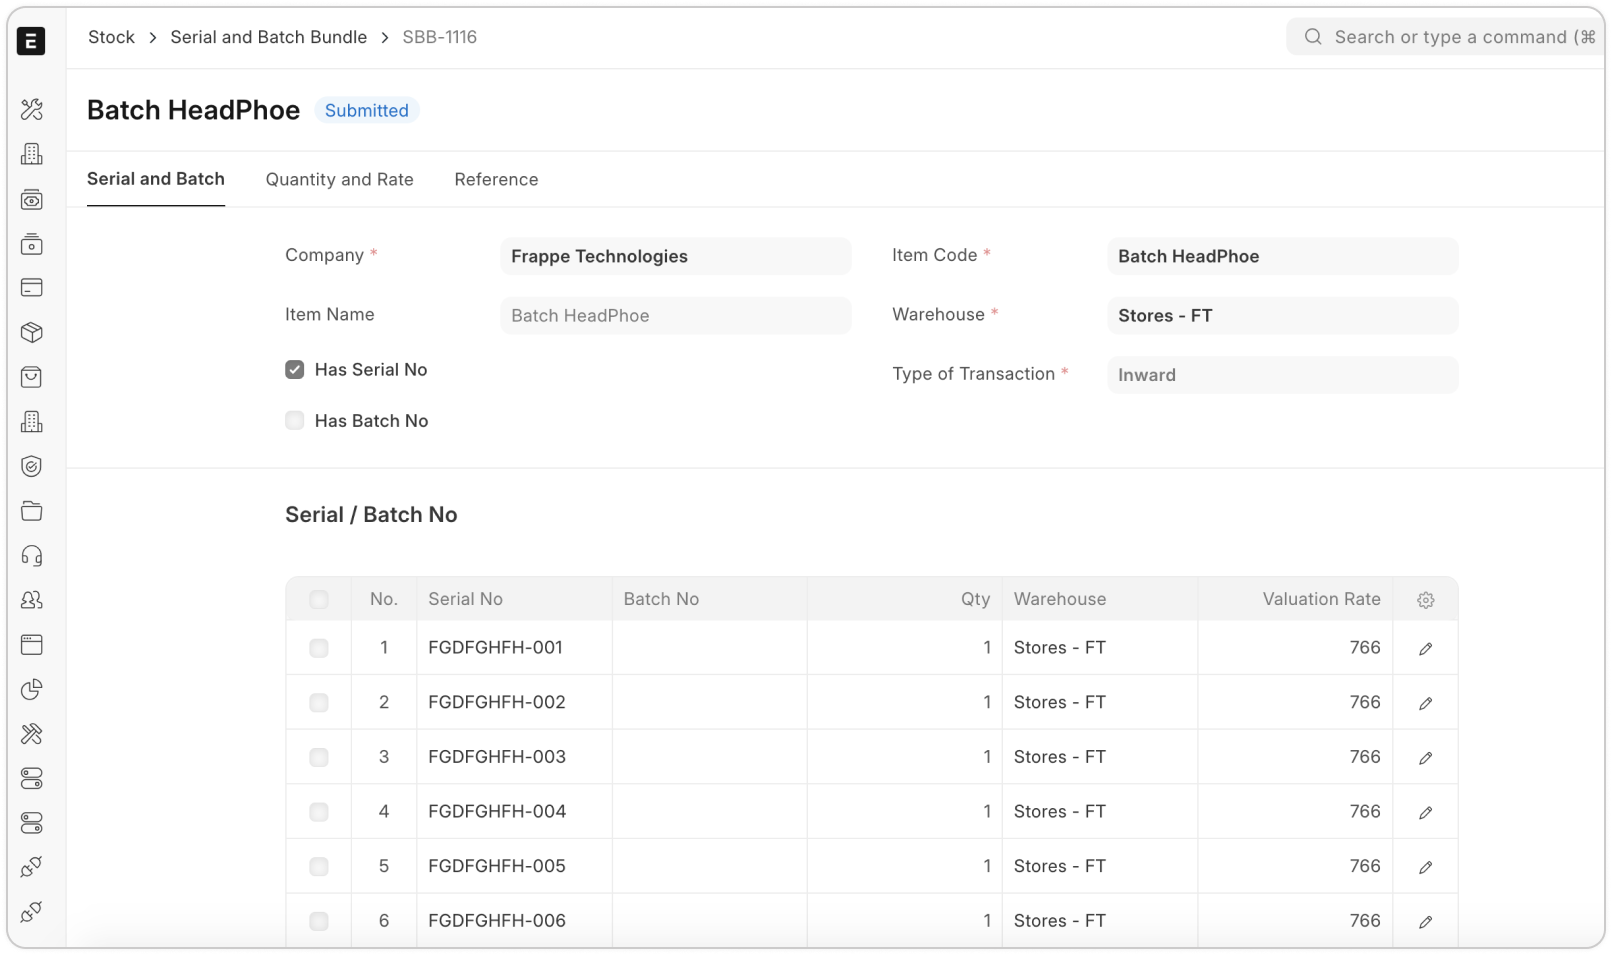 E
Stock > Serial and Batch Bundle > SBB-1116
Search or type a command (⌘
Batch HeadPhoe Submitted
Serial and Batch Quantity and Rate Reference
Company * Frappe Technologies Item Code * Batch HeadPhoe
Item Name Batch HeadPhoe Warehouse * Stores - FT
Has Serial No Type of Transaction * Inward
Has Batch No
Serial / Batch No
No. Serial No Batch No Qty Warehouse Valuation Rate
1 FGDFGHFH-001 1 Stores - FT 766
2 FGDFGHFH-002 1 Stores - FT 766
3 FGDFGHFH-003 1 Stores - FT 766
4 FGDFGHFH-004 1 Stores - FT 766
5 FGDFGHFH-005 1 Stores - FT 766
6 FGDFGHFH-006 1 Stores - FT 766